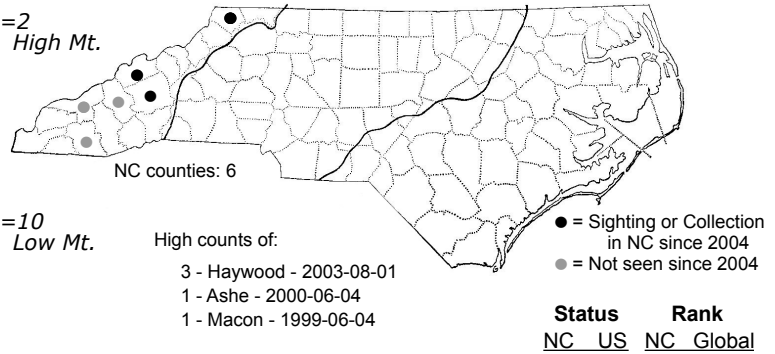 =2
High Mt.
NC counties: 6
=10
Low Mt.
High counts of:
3 - Haywood - 2003-08-01
1 - Ashe - 2000-06-04
1 - Macon - 1999-06-04
= Sighting or Collection
in NC since 2004
= Not seen since 2004
Status Rank
NC US NC Global